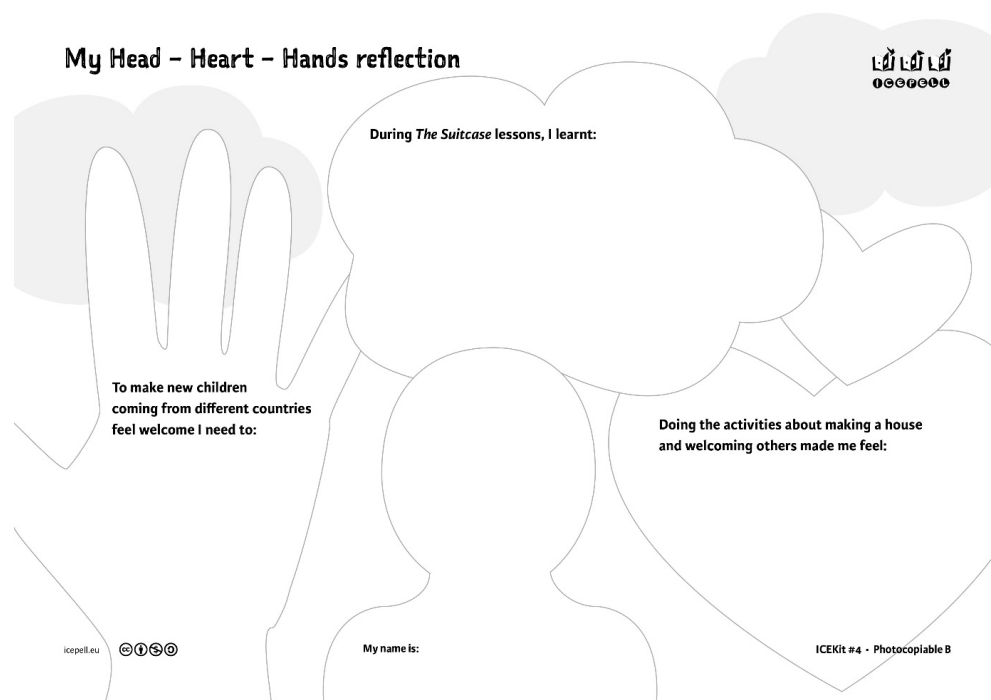 My Head – Heart – Hands reflection
ICEPELL
During The Suitcase lessons, I learnt:
To make new children
coming from different countries
feel welcome I need to:
Doing the activities about making a house
and welcoming others made me feel:
icepell.eu
cc
My name is:
ICEKit #4 • Photocopiable B